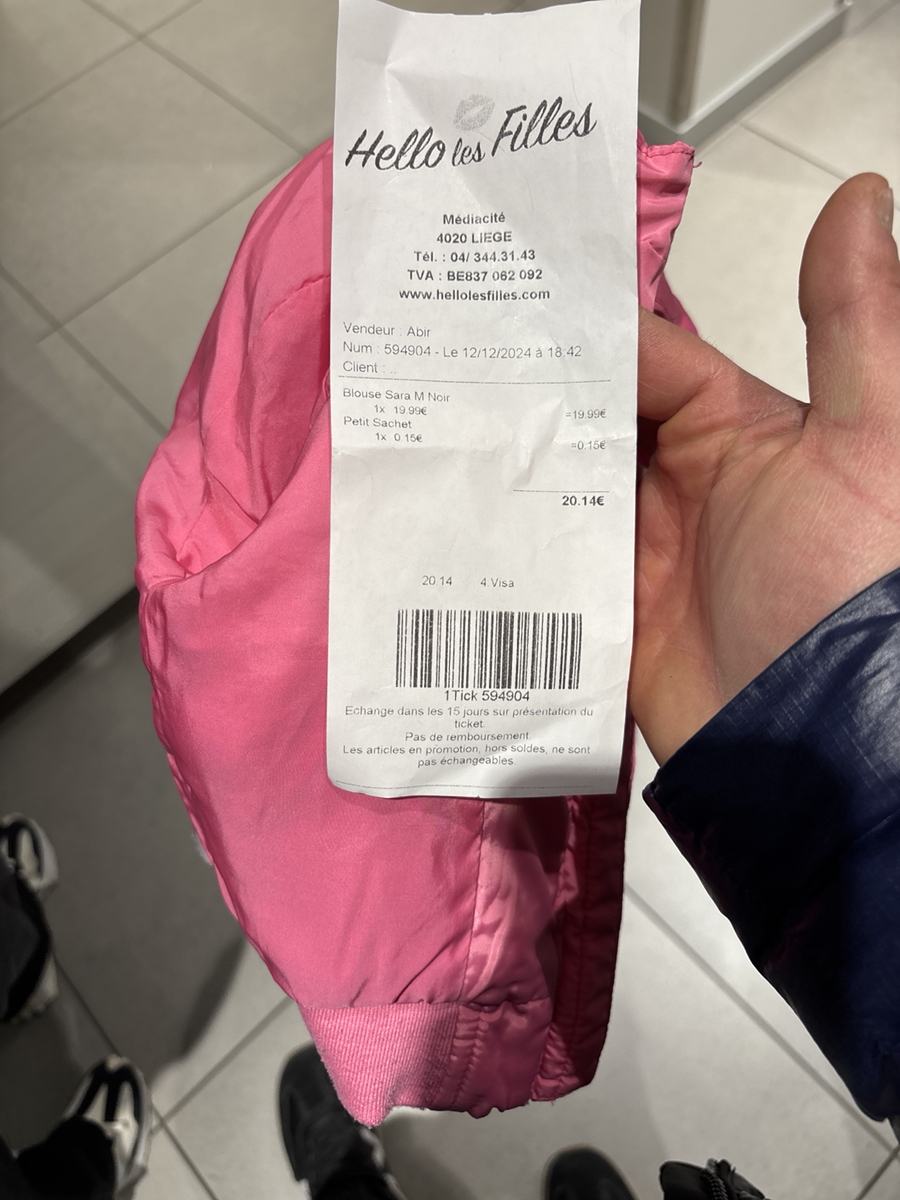 Hello les Filles
Médiacité
4020 LIEGE
Tél. : 04/ 344.31.43
TVA : BE837 062 092
www.hellolesfilles.com
Vendeur : Abir
Num : 594904 - Le 12/12/2024 à 18:42
Client : ..
Blouse Sara M Noir
1x 19.99€ =19.99€
Petit Sachet
1x 0.15€ =0.15€
20.14€
20.14 4.Visa
1Tick 594904
Echange dans les 15 jours sur présentation du
ticket.
Pas de remboursement.
Les articles en promotion, hors soldes, ne sont
pas échangeables.